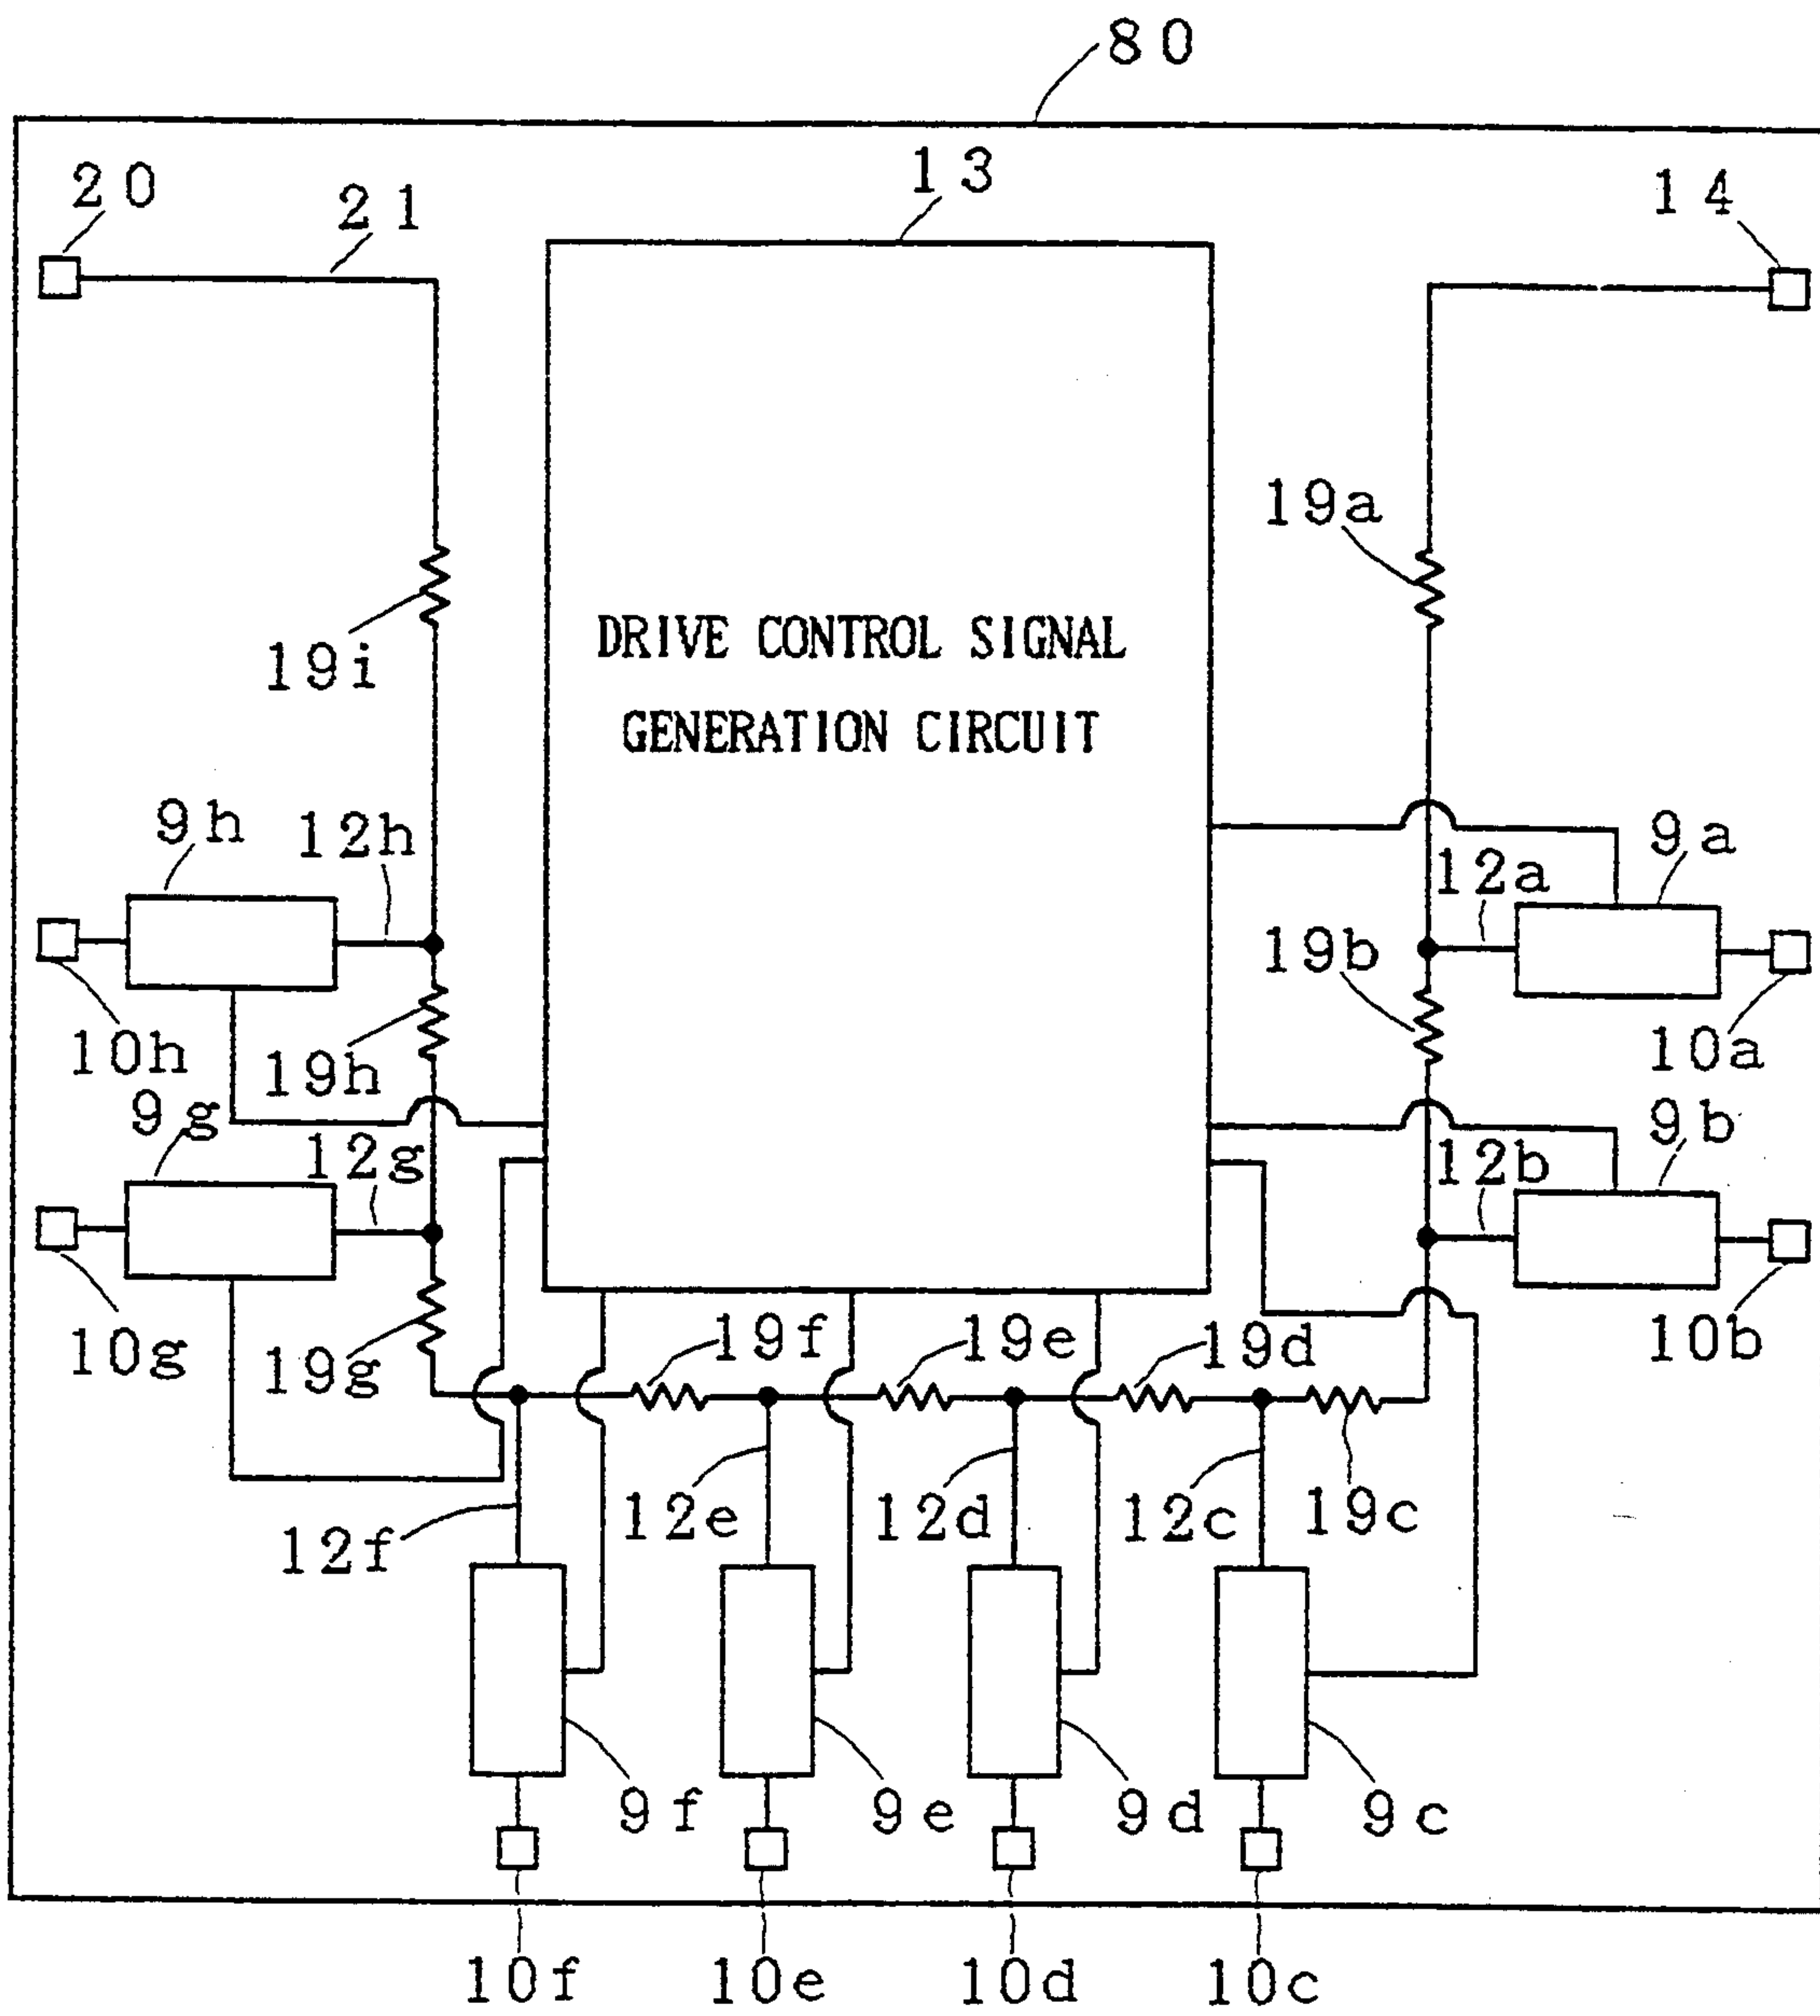 80
20
21
13
14
19a
DRIVE CONTROL SIGNAL
GENERATION CIRCUIT
19i
9h
12h
9a
12a
19b
10h
19h
10a
9g
12g
9b
12b
10g
19g
19f
19e
19d
10b
12f
12e
12d
12c
19c
9f
9e
9d
9c
10f
10e
10d
10c